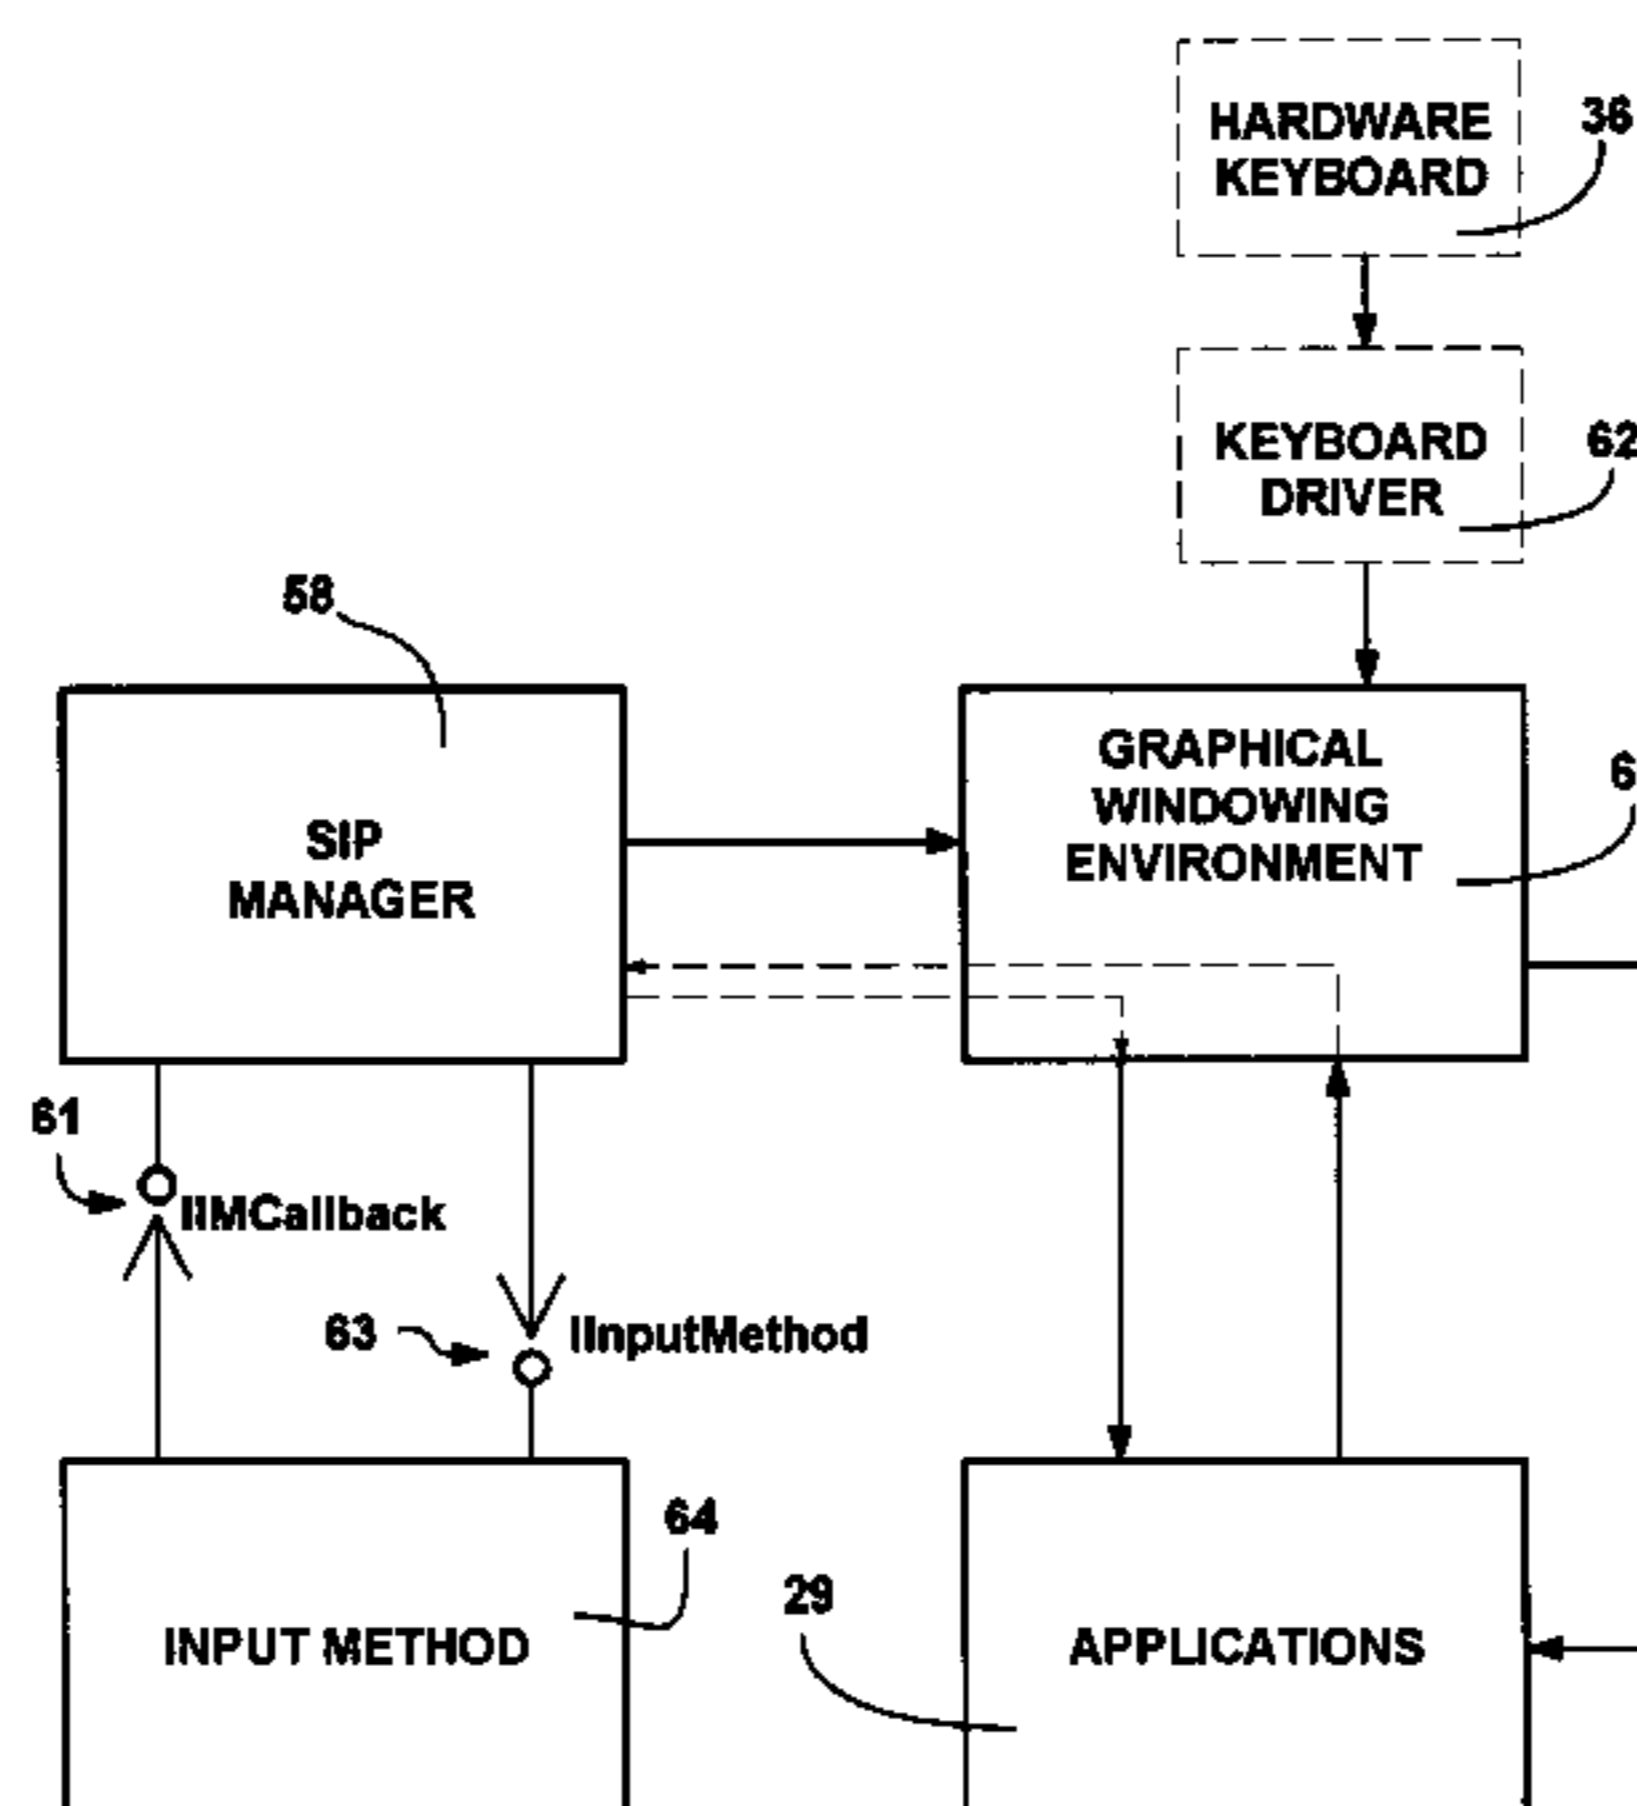 HARDWARE
KEYBOARD
36
KEYBOARD
DRIVER
62
58
SIP
MANAGER
GRAPHICAL
WINDOWING
ENVIRONMENT
61
IIMCallback
63
IInputMethod
64
INPUT METHOD
29
APPLICATIONS